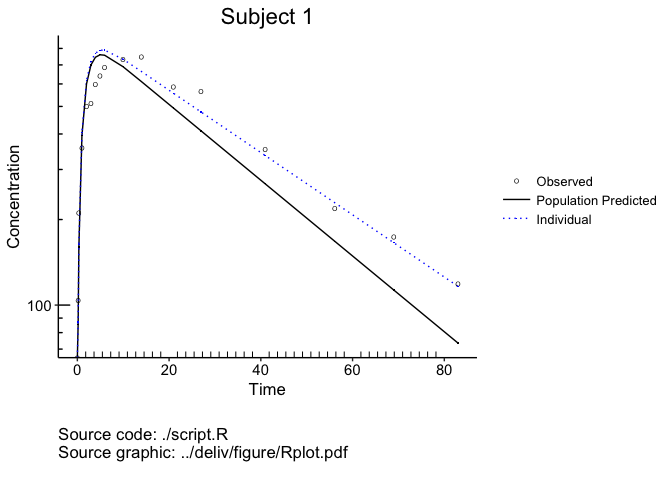 Subject 1
Concentration
100
0
20
40
60
80
Time
Observed
Population Predicted
Individual
Source code: ./script.R
Source graphic: ../deliv/figure/Rplot.pdf